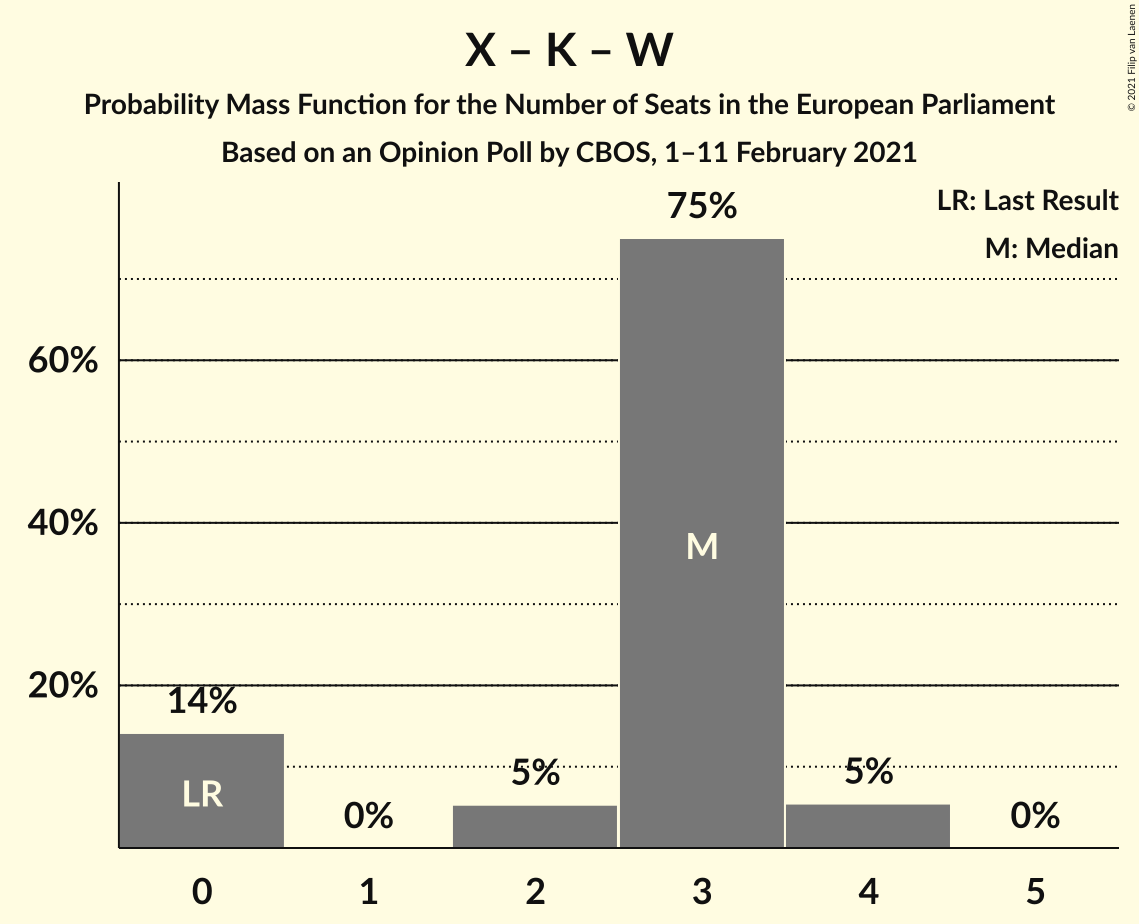 X – K – W
Probability Mass Function for the Number of Seats in the European Parliament
Based on an Opinion Poll by CBOS, 1–11 February 2021
© 2021 Filip van Laenen
LR: Last Result
M: Median
75%
60%
40%
20%
14%
LR
0%
5%
M
5%
0%
0 1 2 3 4 5